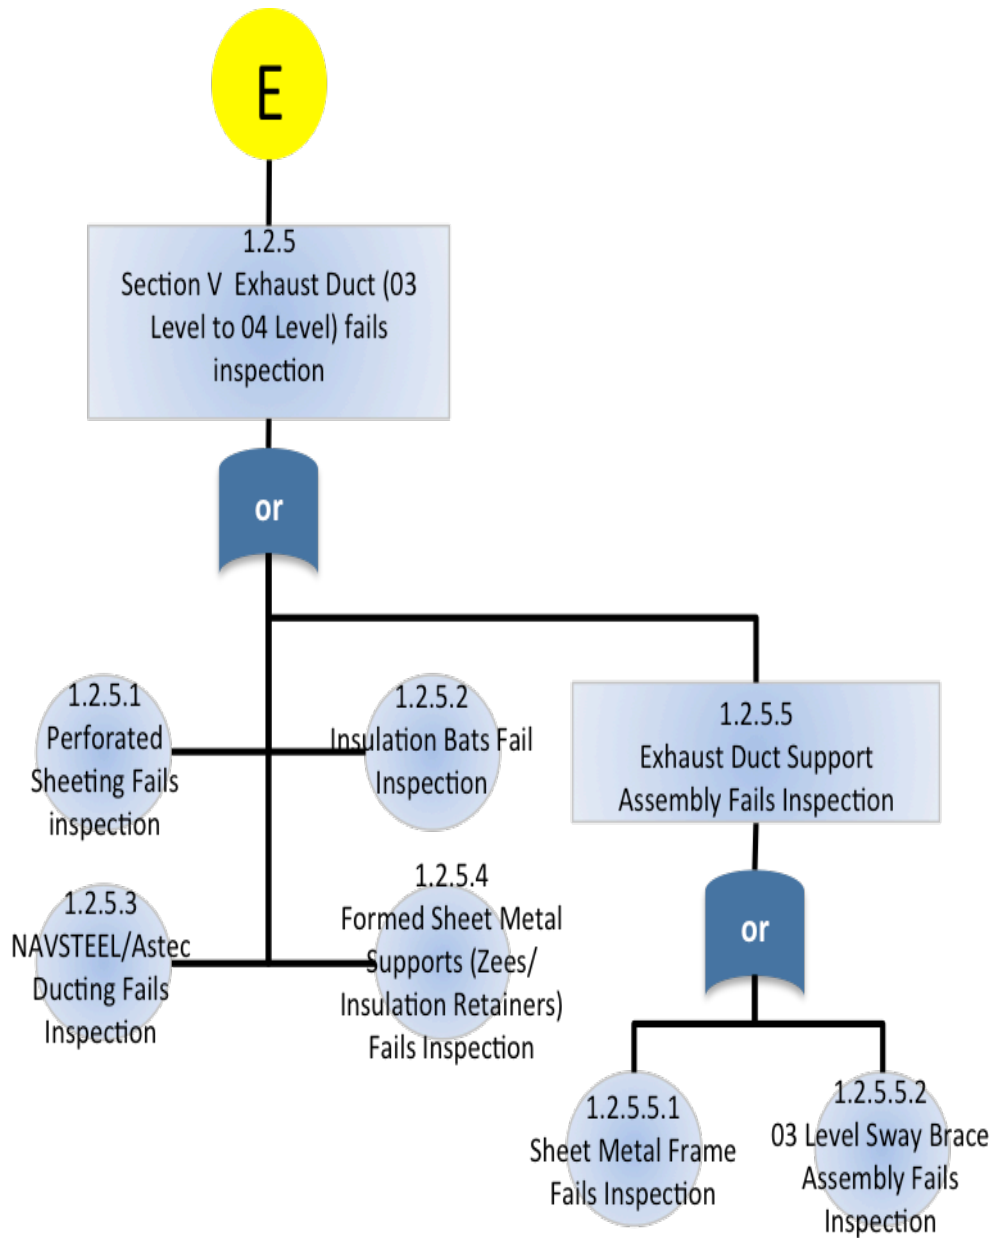 E
1.2.5
Section V Exhaust Duct (03
Level to 04 Level) fails
inspection
or
1.2.5.1
Perforated
Sheeting Fails
inspection
1.2.5.2
Insulation Bats Fail
Inspection
1.2.5.5
Exhaust Duct Support
Assembly Fails Inspection
1.2.5.3
NAVSTEEL/Astec
Ducting Fails
Inspection
1.2.5.4
Formed Sheet Metal
Supports (Zees/
Insulation Retainers)
Fails Inspection
or
1.2.5.5.1
Sheet Metal Frame
Fails Inspection
1.2.5.5.2
03 Level Sway Brace
Assembly Fails
Inspection